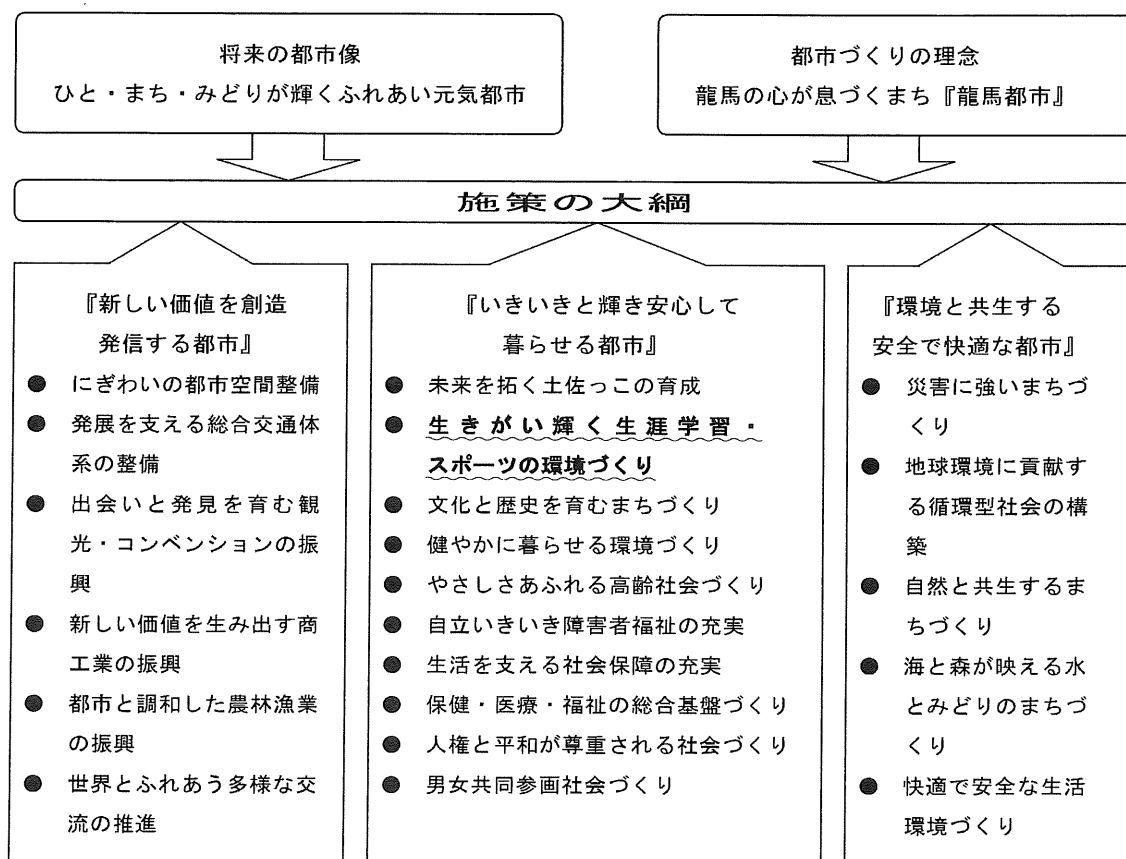 将来の都市像
ひと・まち・みどりが輝くふれあい元気都市
都市づくりの理念
龍馬の心が息づくまち『龍馬都市』
施策の大綱
『新しい価値を創造
発信する都市』
● にぎわいの都市空間整備
● 発展を支える総合交通体
系の整備
● 出会いと発見を育む観
光・コンベンションの振
興
● 新しい価値を生み出す商
工業の振興
● 都市と調和した農林漁業
の振興
● 世界とふれあう多様な交
流の推進
『いきいきと輝き安心して
暮らせる都市』
● 未来を拓く土佐っこの育成
● 生きがい輝く生涯学習・
スポーツの環境づくり
● 文化と歴史を育むまちづくり
● 健やかに暮らせる環境づくり
● やさしさあふれる高齢社会づくり
● 自立いきいき障害者福祉の充実
● 生活を支える社会保障の充実
● 保健・医療・福祉の総合基盤づくり
● 人権と平和が尊重される社会づくり
● 男女共同参画社会づくり
『環境と共生する
安全で快適な都市』
● 災害に強いまちづ
くり
● 地球環境に貢献す
る循環型社会の構
築
● 自然と共生するま
ちづくり
● 海と森が映える水
とみどりのまちづ
くり
● 快適で安全な生活
環境づくり